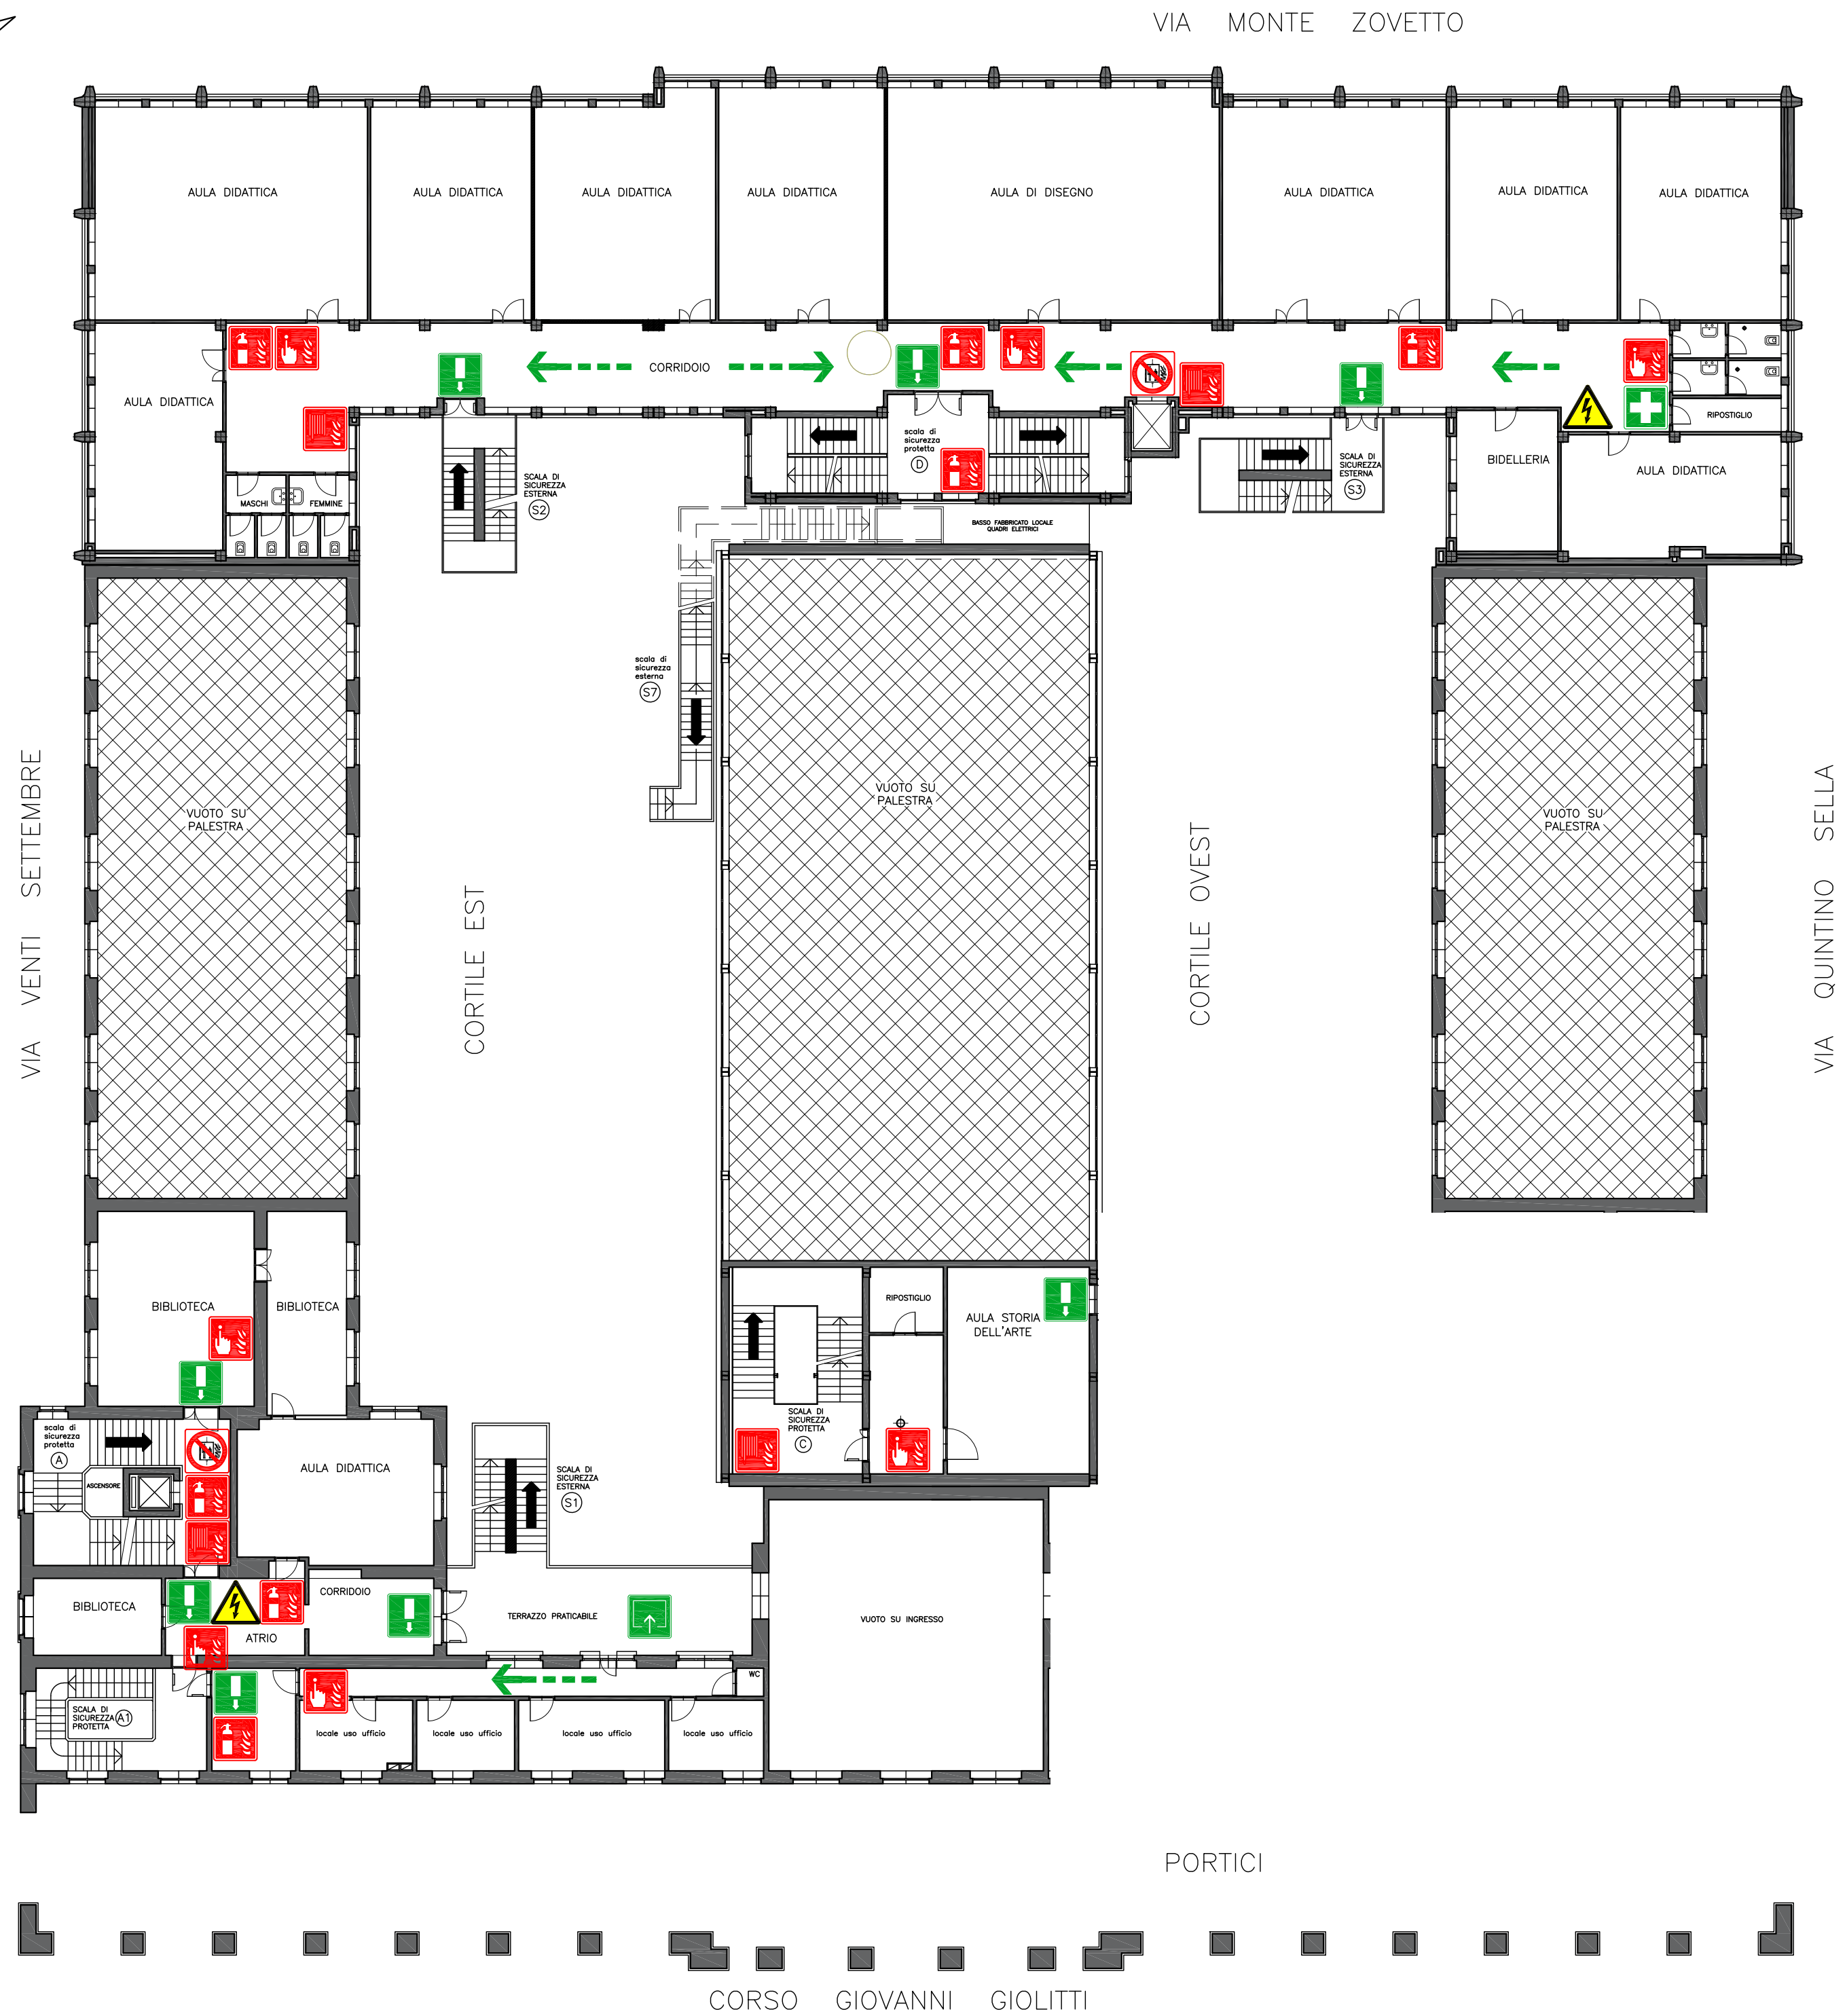 VIA MONTE ZOVETTO
AULA DIDATTICA
AULA DIDATTICA
AULA DIDATTICA
AULA DIDATTICA
AULA DI DISEGNO
AULA DIDATTICA
AULA DIDATTICA
AULA DIDATTICA
CORRIDOIO
AULA DIDATTICA
RIPOSTIGLIO
scala di
sicurezza
protetta
D
SCALA DI
SICUREZZA
ESTERNA
S3
BIDELLERIA
AULA DIDATTICA
MASCHI
FEMMINE
SCALA DI
SICUREZZA
ESTERNA
S2
BASSO FABBRICATO LOCALE
QUADRI ELETTRICI
scala di
sicurezza
esterna
S7
VUOTO SU
PALESTRA
VUOTO SU
PALESTRA
VUOTO SU
PALESTRA
VIA VENTI SETTEMBRE
CORTILE EST
CORTILE OVEST
VIA QUINTINO SELLA
BIBLIOTECA
BIBLIOTECA
RIPOSTIGLIO
AULA STORIA
DELL'ARTE
SCALA DI
SICUREZZA
PROTETTA
C
scala di
sicurezza
protetta
A
ASCENSORE
AULA DIDATTICA
SCALA DI
SICUREZZA
ESTERNA
S1
BIBLIOTECA
ATRIO
CORRIDOIO
TERRAZZO PRATICABILE
VUOTO SU INGRESSO
WC
SCALA DI
SICUREZZA
PROTETTA
A1
locale uso ufficio
locale uso ufficio
locale uso ufficio
locale uso ufficio
PORTICI
CORSO GIOVANNI GIOLITTI